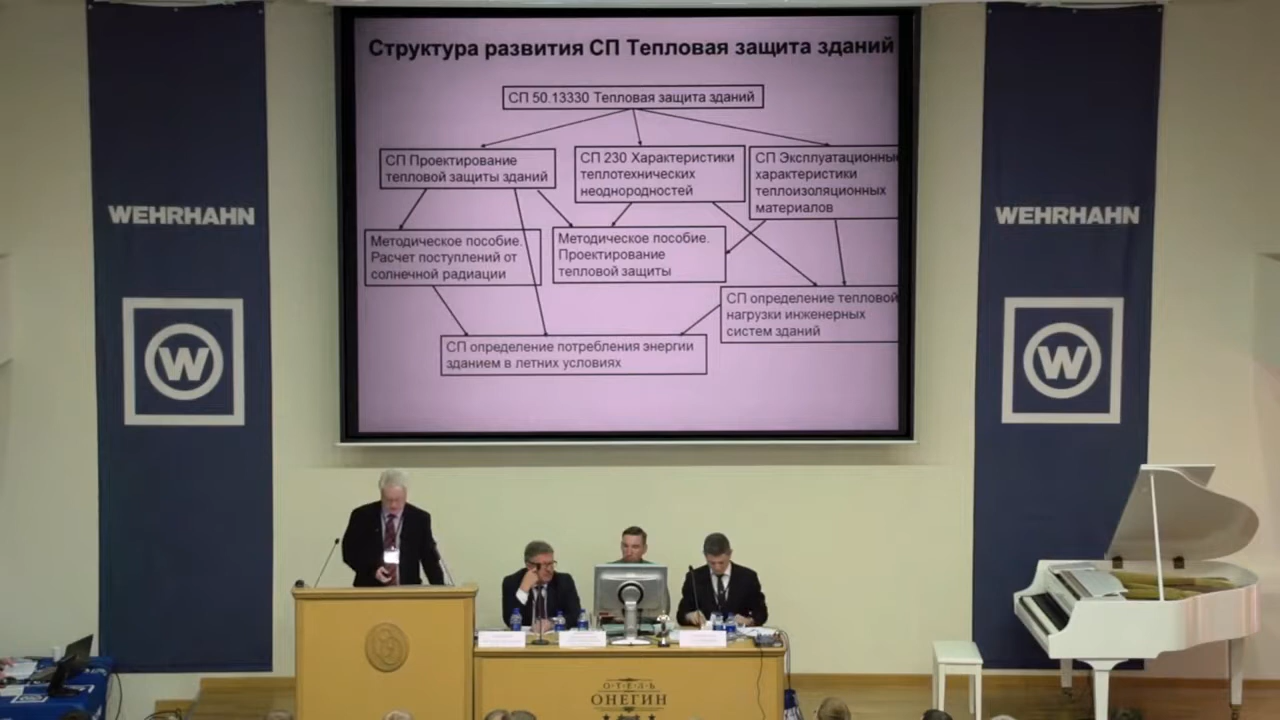 Структура развития СП Тепловая защита зданий
СП 50.13330 Тепловая защита зданий
СП Проектирование
тепловой защиты зданий
СП 230 Характеристики
теплотехнических
неоднородностей
СП Эксплуатационны
характеристики
теплоизоляционных
материалов
Методическое пособие.
Расчет поступлений от
солнечной радиации
Методическое пособие.
Проектирование
тепловой защиты
СП определение тепловой
нагрузки инженерных
систем зданий
СП определение потребления энергии
зданием в летних условиях
WEHRHAHN
W
WEHRHAHN
W
ОТЕЛЬ
ОНЕГИН